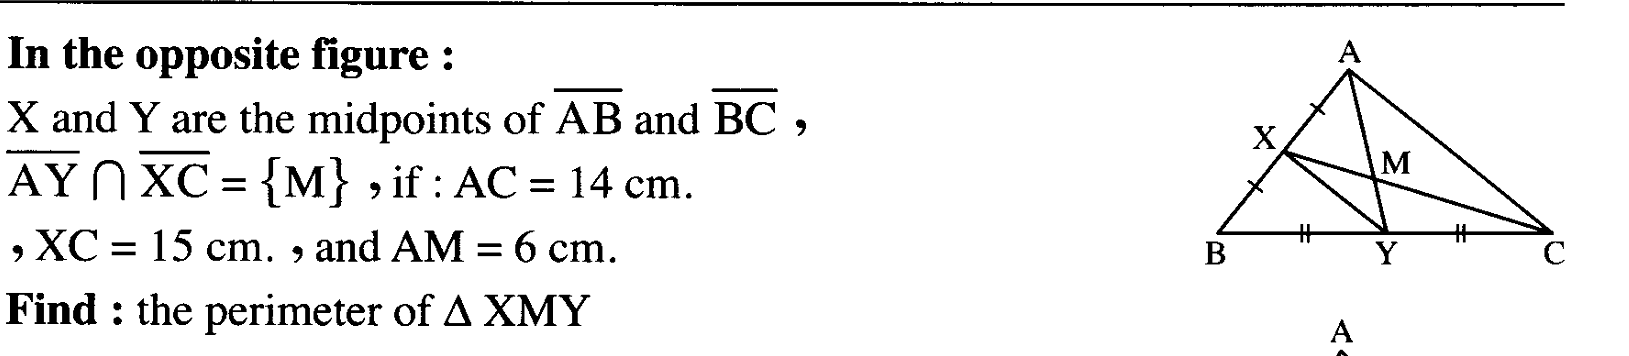 In the opposite figure :
X and Y are the midpoints of AB and BC ,
AY ∩ XC = {M} , if : AC = 14 cm.
, XC = 15 cm. , and AM = 6 cm.
Find : the perimeter of Δ XMY
A
X
M
B
Y
C
A